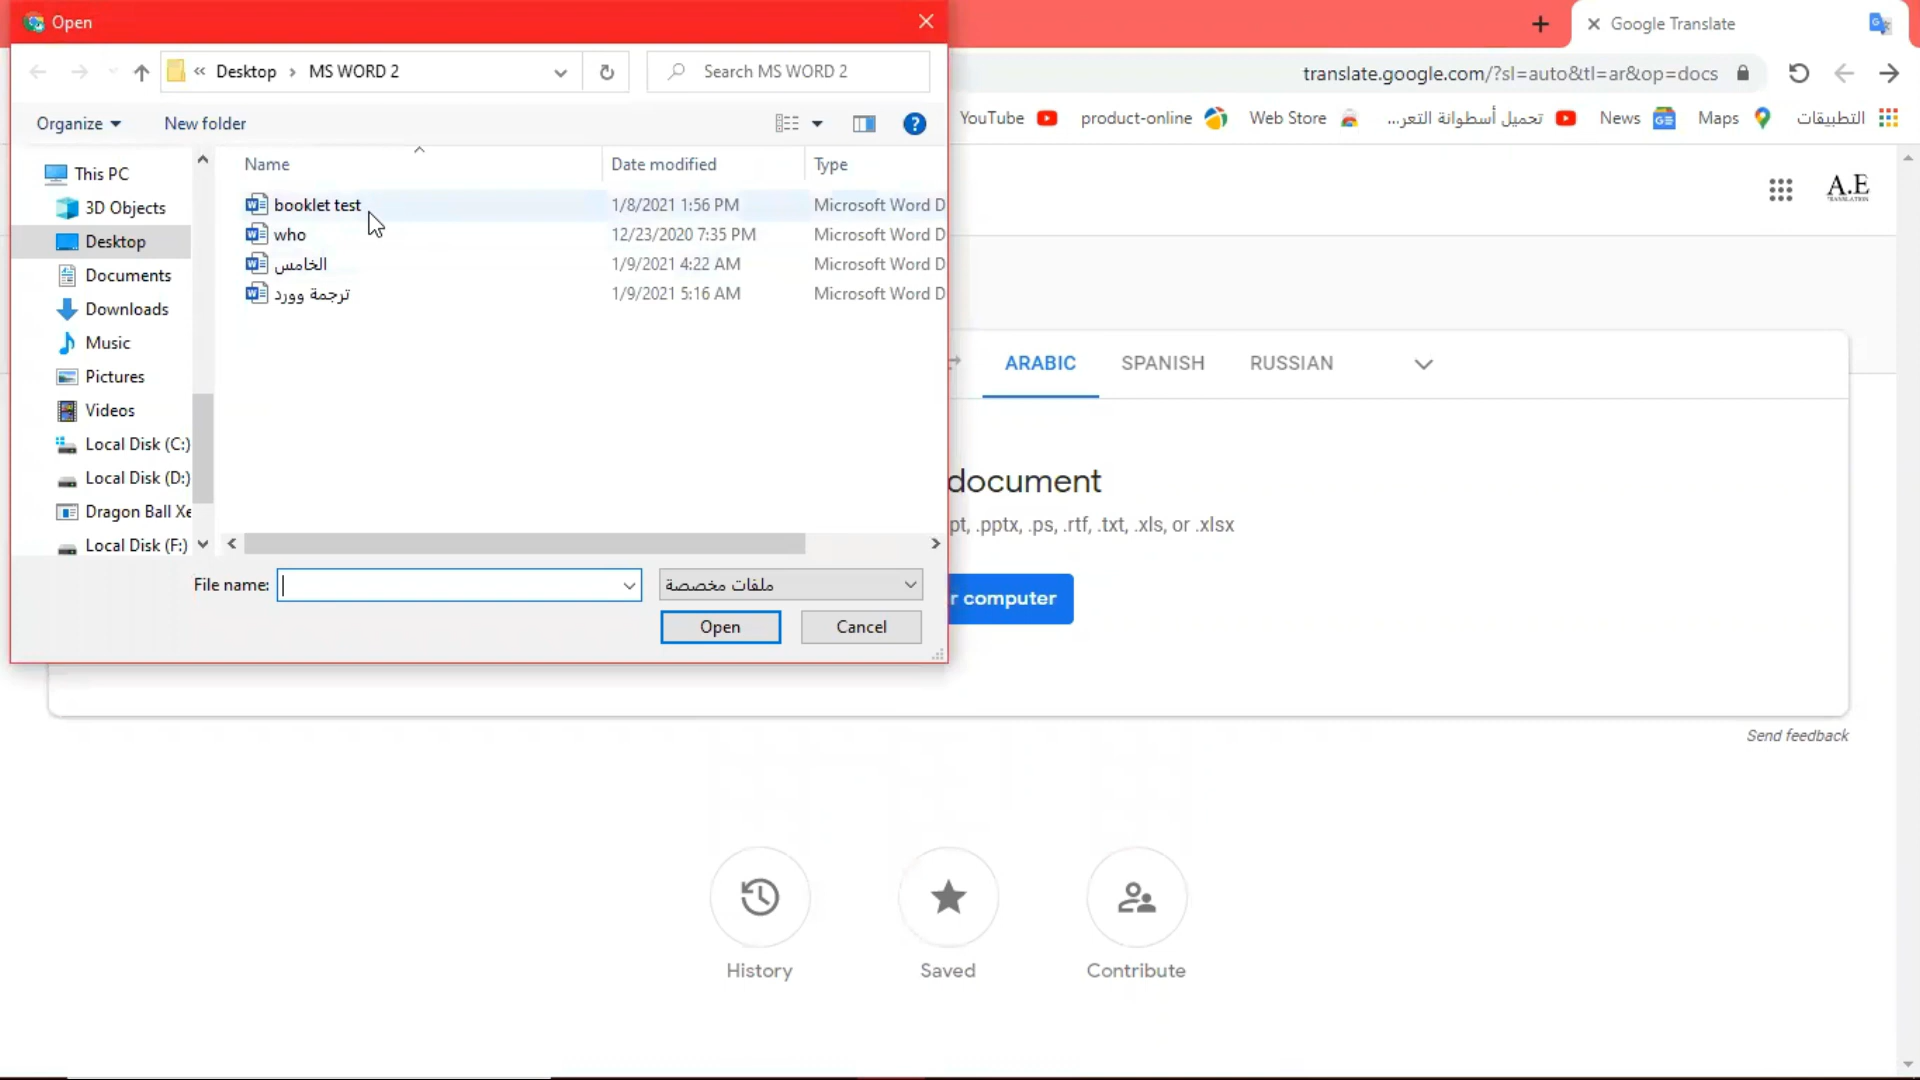 Open
Google Translate
Desktop
MS WORD 2
Search MS WORD 2
translate.google.com/?sl=auto&tl=ar&op=docs
Organize
New folder
YouTube
product-online
Web Store
تحميل أسطوانة التعر...
News
Maps
التطبيقات
Name
Date modified
Type
A.E
TRANSLATION
This PC
3D Objects
Desktop
Documents
Downloads
Music
Pictures
Videos
Local Disk (C:)
Local Disk (D:)
Dragon Ball Xe
Local Disk (F:)
booklet test 1/8/2021 1:56 PM Microsoft Word D
who 12/23/2020 7:35 PM Microsoft Word D
الخامس 1/9/2021 4:22 AM Microsoft Word D
ترجمة وورد 1/9/2021 5:16 AM Microsoft Word D
ARABIC
SPANISH
RUSSIAN
document
pt, .pptx, .ps, .rtf, .txt, .xls, or .xlsx
r computer
File name:
ملفات مخصصة
Open
Cancel
Send feedback
History
Saved
Contribute